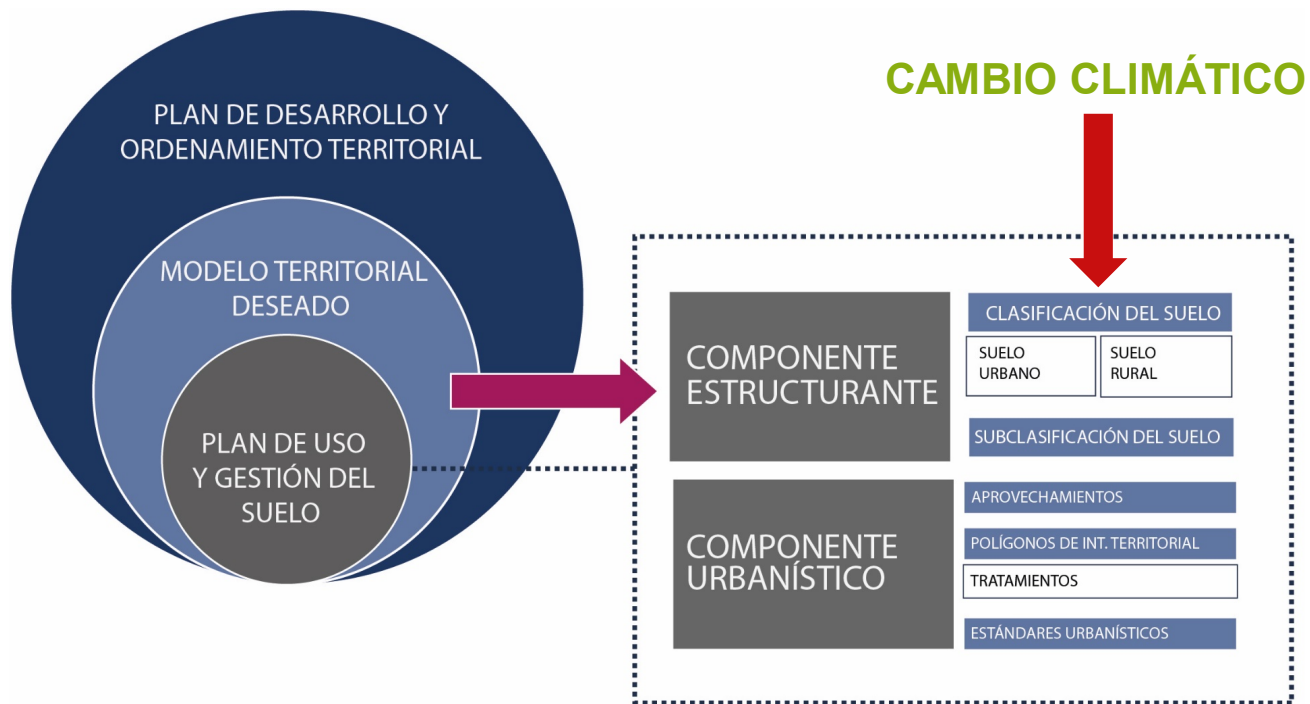 CAMBIO CLIMÁTICO
PLAN DE DESARROLLO Y
ORDENAMIENTO TERRITORIAL
MODELO TERRITORIAL
DESEADO
PLAN DE USO
Y GESTIÓN DEL
SUELO
COMPONENTE
ESTRUCTURANTE
CLASIFICACIÓN DEL SUELO
SUELO
URBANO
SUELO
RURAL
SUBCLASIFICACIÓN DEL SUELO
COMPONENTE
URBANÍSTICO
APROVECHAMIENTOS
POLÍGONOS DE INT. TERRITORIAL
TRATAMIENTOS
ESTÁNDARES URBANÍSTICOS